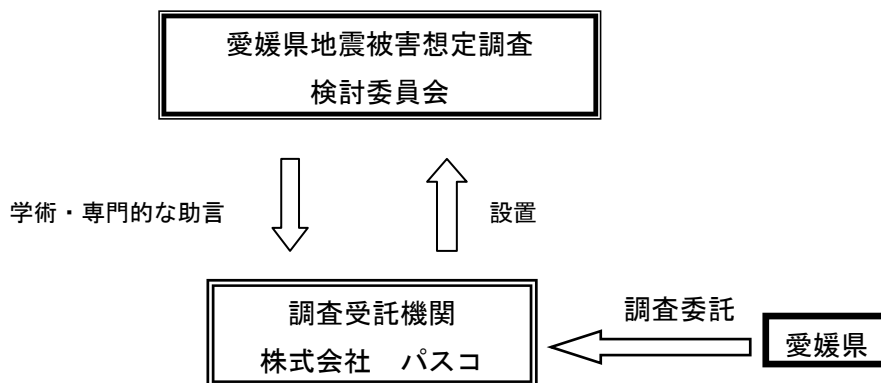 愛媛県地震被害想定調査
検討委員会
学術・専門的な助言
設置
調査受託機関
株式会社　パスコ
調査委託
愛媛県